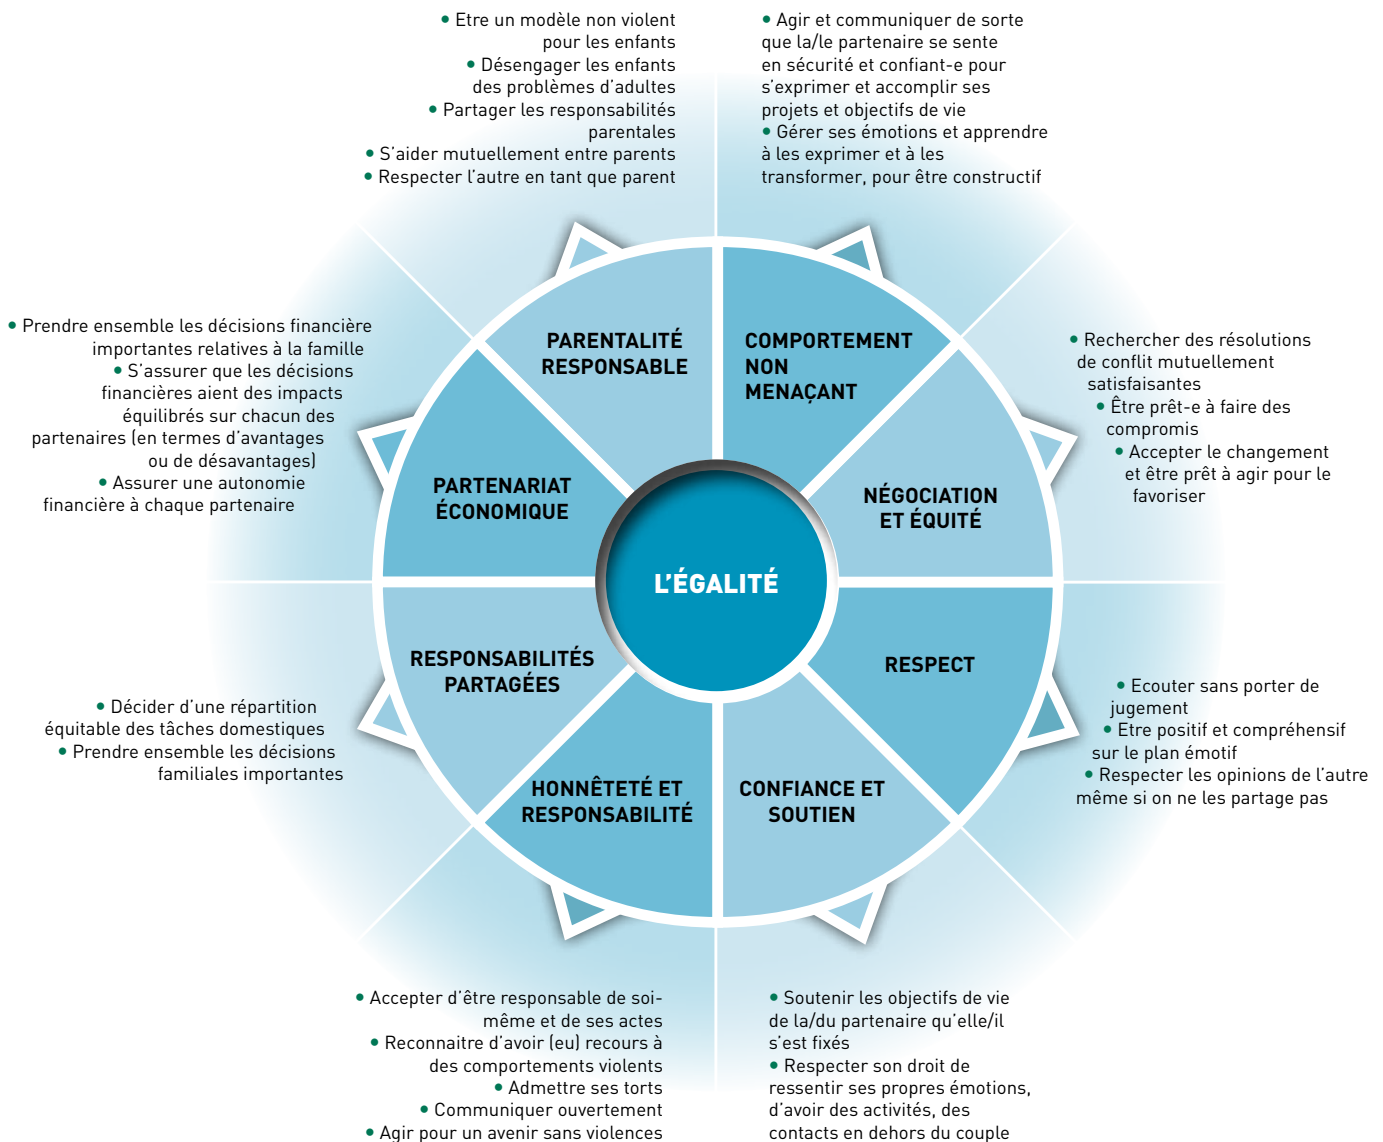 • Etre un modèle non violent
pour les enfants
• Désengager les enfants
des problèmes d'adultes
• Partager les responsabilités
parentales
• S'aider mutuellement entre parents
• Respecter l'autre en tant que parent
• Agir et communiquer de sorte
que la/le partenaire se sente
en sécurité et confiant-e pour
s'exprimer et accomplir ses
projets et objectifs de vie
• Gérer ses émotions et apprendre
à les exprimer et à les
transformer, pour être constructif
PARENTALITÉ
RESPONSABLE
COMPORTEMENT
NON
MENAÇANT
• Prendre ensemble les décisions financière
importantes relatives à la famille
• S'assurer que les décisions
financières aient des impacts
équilibrés sur chacun des
partenaires (en termes d'avantages
ou de désavantages)
• Assurer une autonomie
financière à chaque partenaire
PARTENARIAT
ÉCONOMIQUE
NÉGOCIATION
ET ÉQUITÉ
• Rechercher des résolutions
de conflit mutuellement
satisfaisantes
• Être prêt-e à faire des
compromis
• Accepter le changement
et être prêt à agir pour le
favoriser
L'ÉGALITÉ
RESPONSABILITÉS
PARTAGÉES
RESPECT
• Décider d'une répartition
équitable des tâches domestiques
• Prendre ensemble les décisions
familiales importantes
• Ecouter sans porter de
jugement
• Etre positif et compréhensif
sur le plan émotif
• Respecter les opinions de l'autre
même si on ne les partage pas
HONNÊTETÉ ET
RESPONSABILITÉ
CONFIANCE ET
SOUTIEN
• Accepter d'être responsable de soi-
même et de ses actes
• Reconnaitre d'avoir (eu) recours à
des comportements violents
• Admettre ses torts
• Communiquer ouvertement
• Agir pour un avenir sans violences
• Soutenir les objectifs de vie
de la/du partenaire qu'elle/il
s'est fixés
• Respecter son droit de
ressentir ses propres émotions,
d'avoir des activités, des
contacts en dehors du couple